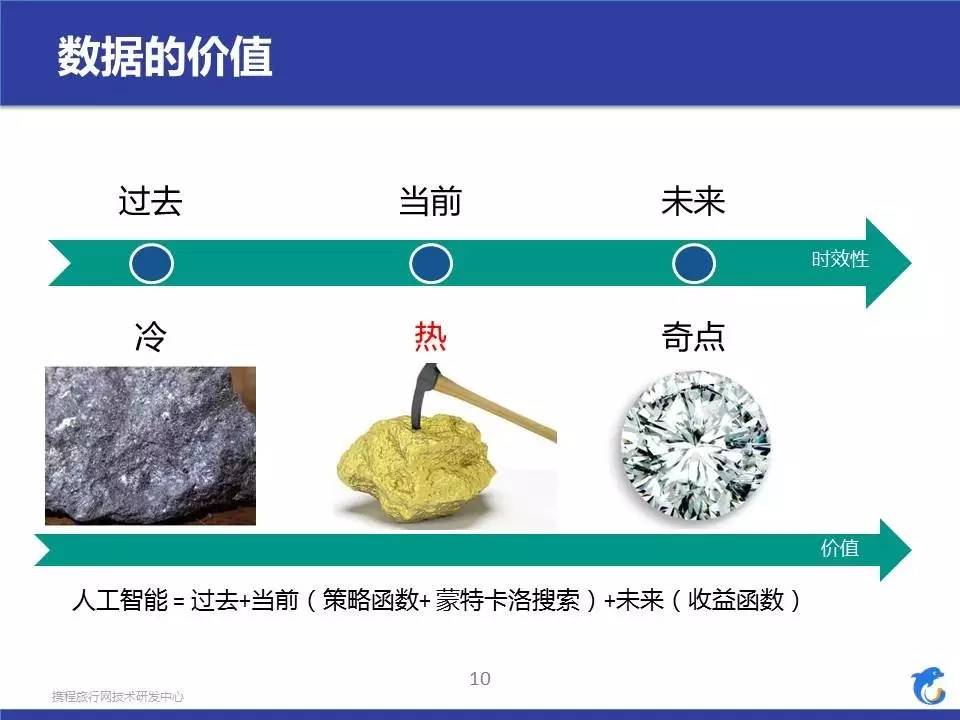 数据的价值
过去 当前 未来
时效性
冷 热 奇点
价值
人工智能 = 过去+当前（策略函数+ 蒙特卡洛搜索）+未来（收益函数）
10
携程旅行网技术研发中心